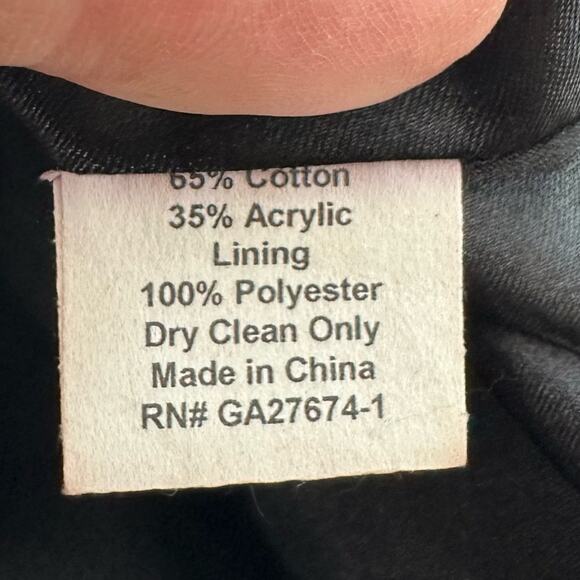 65% Cotton
35% Acrylic
Lining
100% Polyester
Dry Clean Only
Made in China
RN# GA27674-1